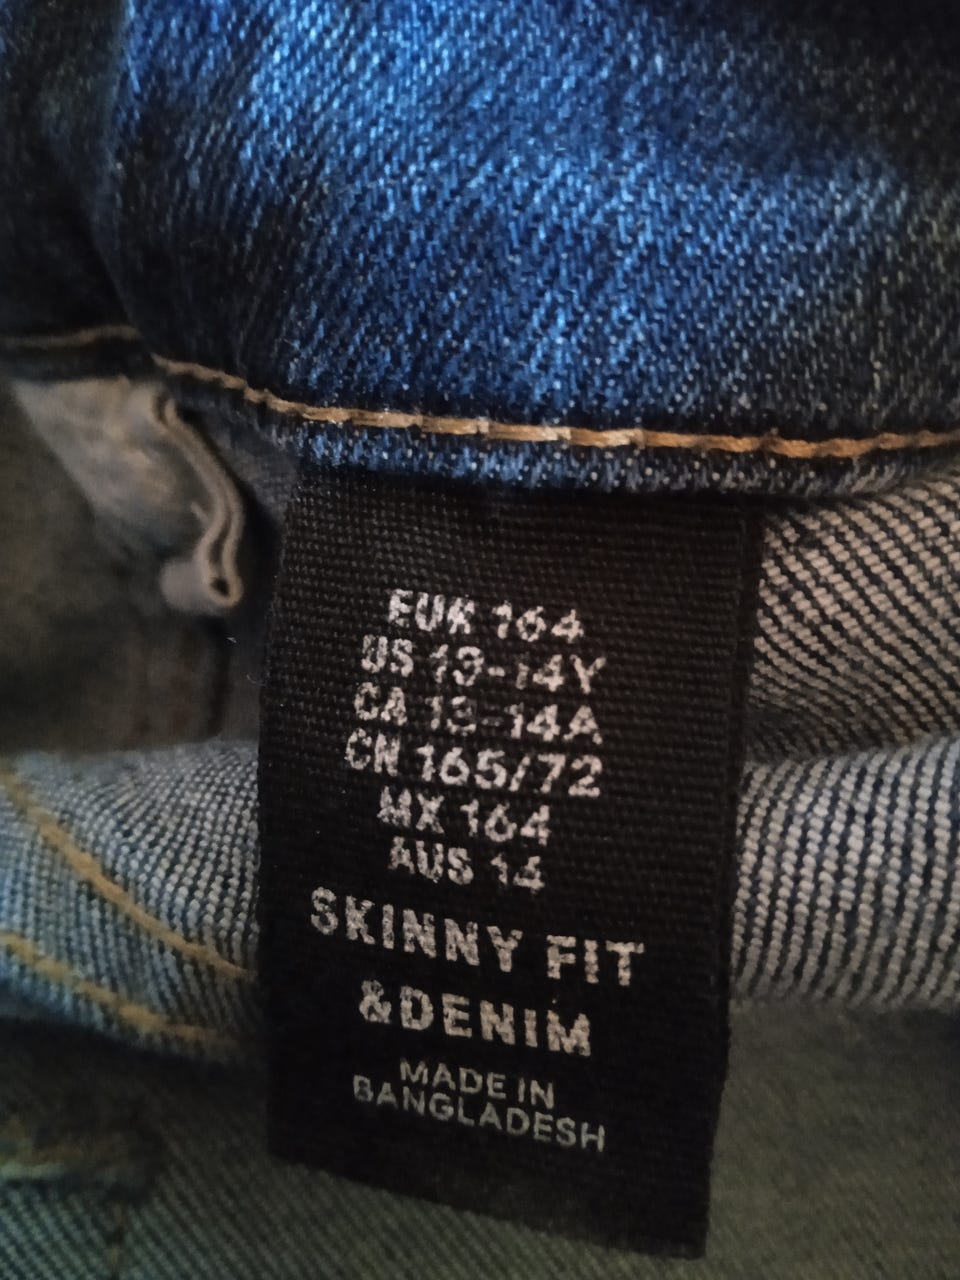 EUR 164
US 13-14Y
CA 13-14A
CN 165/72
MX 164
AUS 14
SKINNY FIT
&DENIM
MADE IN
BANGLADESH